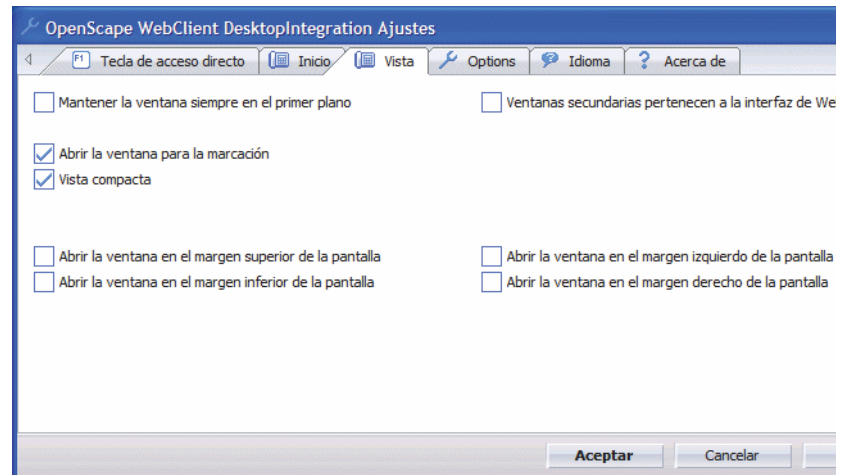 OpenScape WebClient DesktopIntegration Ajustes
F1 Tecla de acceso directo Inicio Vista Options Idioma ? Acerca de
Mantener la ventana siempre en el primer plano Ventanas secundarias pertenecen a la interfaz de We
Abrir la ventana para la marcación
Vista compacta
Abrir la ventana en el margen superior de la pantalla Abrir la ventana en el margen izquierdo de la pantalla
Abrir la ventana en el margen inferior de la pantalla Abrir la ventana en el margen derecho de la pantalla
Aceptar Cancelar